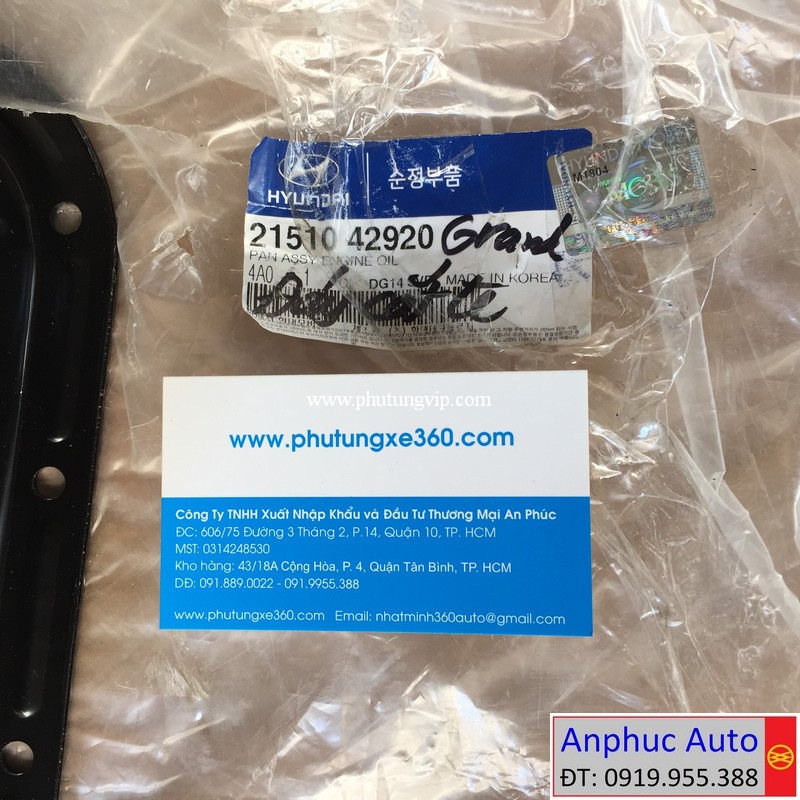 HYUNDAI
순정부품
HYUNDAI
M1804
21510 42920 Grand
PAN ASSY-ENGINE OIL
4A0 1 DG14 MADE IN KOREA
www.phutungvip.com
www.phutungxe360.com
Công Ty TNHH Xuất Nhập Khẩu và Đầu Tư Thương Mại An Phúc
ĐC: 606/75 Đường 3 Tháng 2, P.14, Quận 10, TP. HCM
MST: 0314248530
Kho hàng: 43/18A Cộng Hòa, P. 4, Quận Tân Bình, TP. HCM
DĐ: 091.889.0022 - 091.9955.388
www.phutungxe360.com Email: nhatminh360auto@gmail.com
Anphuc Auto
ĐT: 0919.955.388